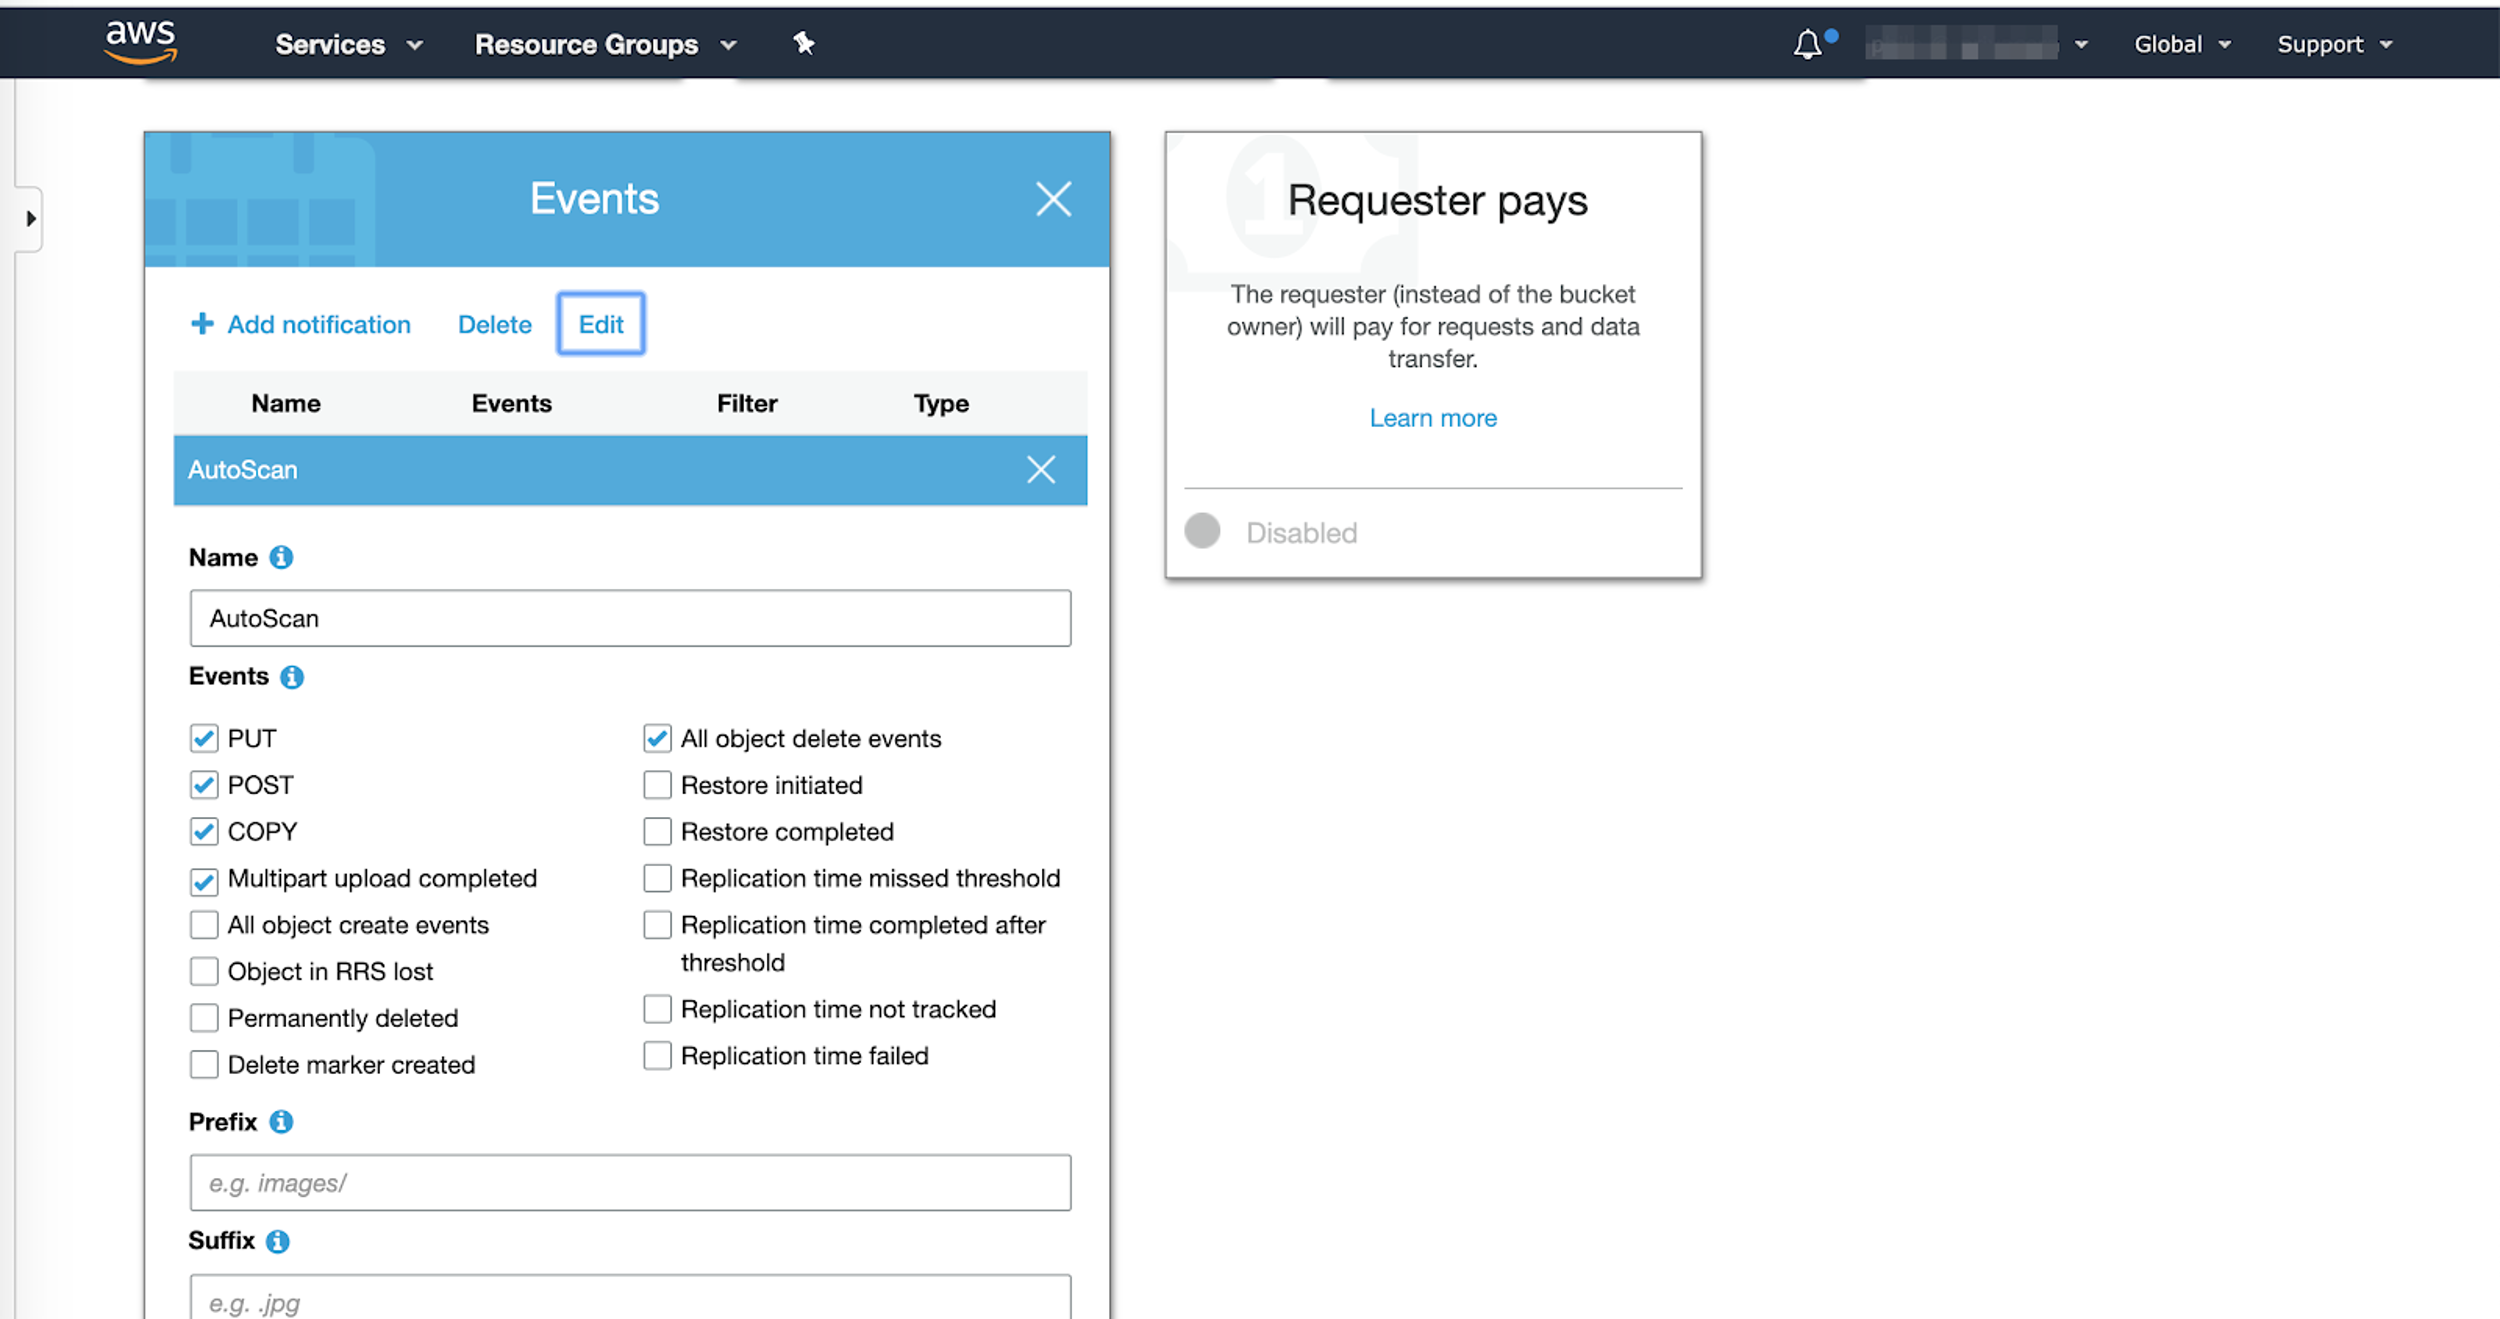 aws Services Resource Groups Global Support
Events
Add notification Delete Edit
Name Events Filter Type
AutoScan
Name
AutoScan
Events
PUT
POST
COPY
Multipart upload completed
All object create events
Object in RRS lost
Permanently deleted
Delete marker created
All object delete events
Restore initiated
Restore completed
Replication time missed threshold
Replication time completed after
threshold
Replication time not tracked
Replication time failed
Prefix
e.g. images/
Suffix
e.g. .jpg
1
Requester pays
The requester (instead of the bucket
owner) will pay for requests and data
transfer.
Learn more
Disabled